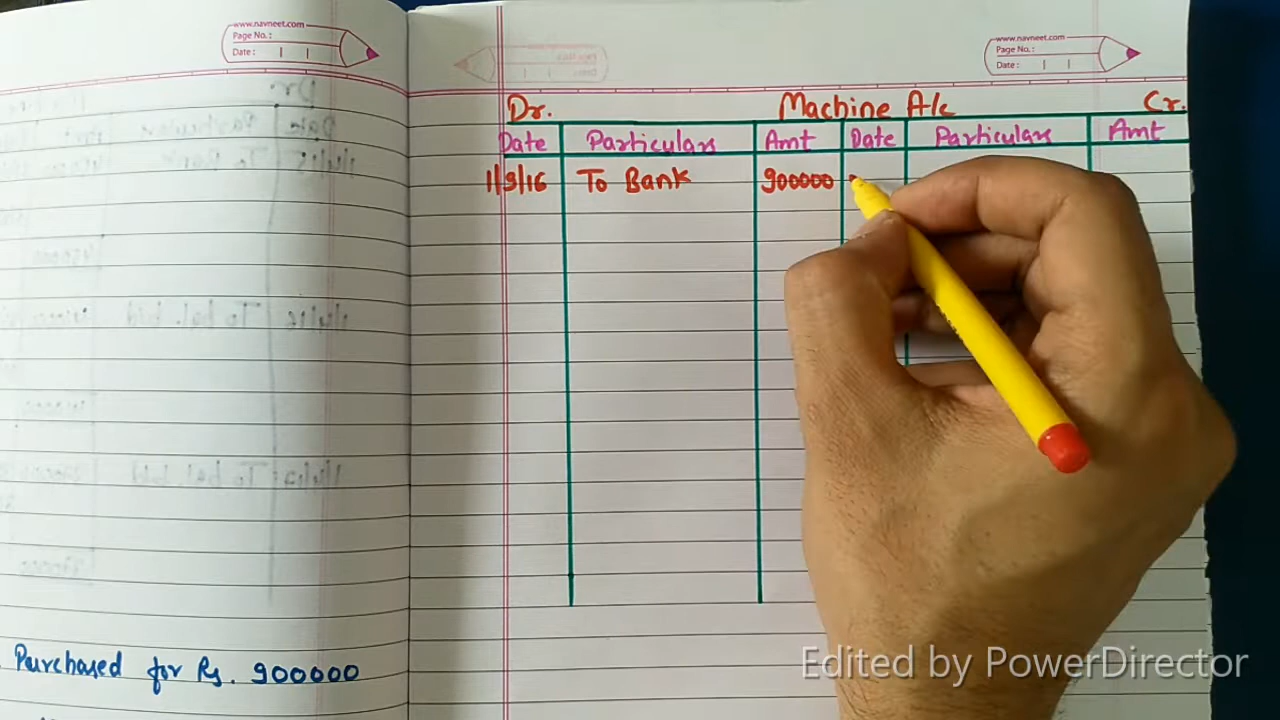 www.navneet.com
Page No. :
Date :
www.navneet.com
Page No. :
Date :
Dr. Machine A/c Cr.
Date Particulars Amt Date Particulars Amt
1/9/16 To Bank 900000
Purchased for Rs. 900000
Edited by PowerDirector